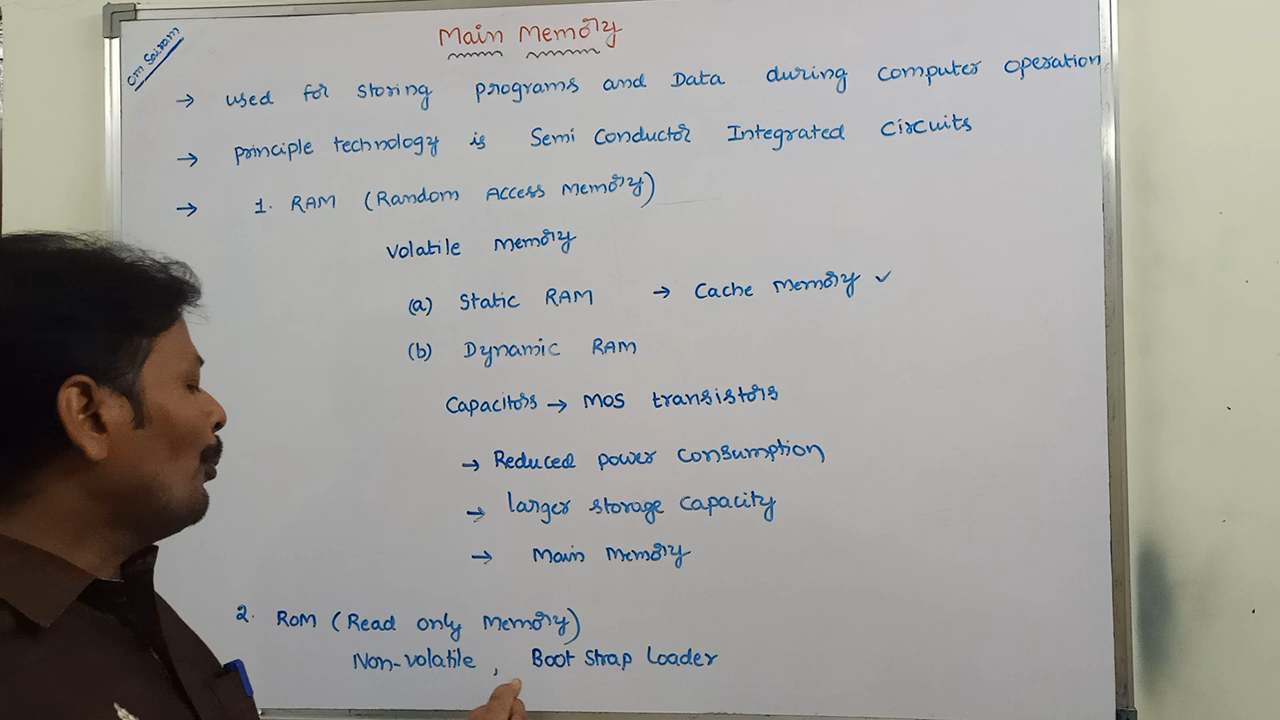 Om Sairam
Main Memory
→ used for storing programs and Data during computer operation
→ principle technology is Semi Conductor Integrated Circuits
→ 1. RAM (Random Access Memory)
Volatile Memory
(a) Static RAM → Cache Memory ✓
(b) Dynamic RAM
Capacitors → MOS transistors
→ Reduced power consumption
→ larger storage capacity
→ Main Memory
2. ROM (Read only Memory)
Non-volatile, Boot Strap Loader